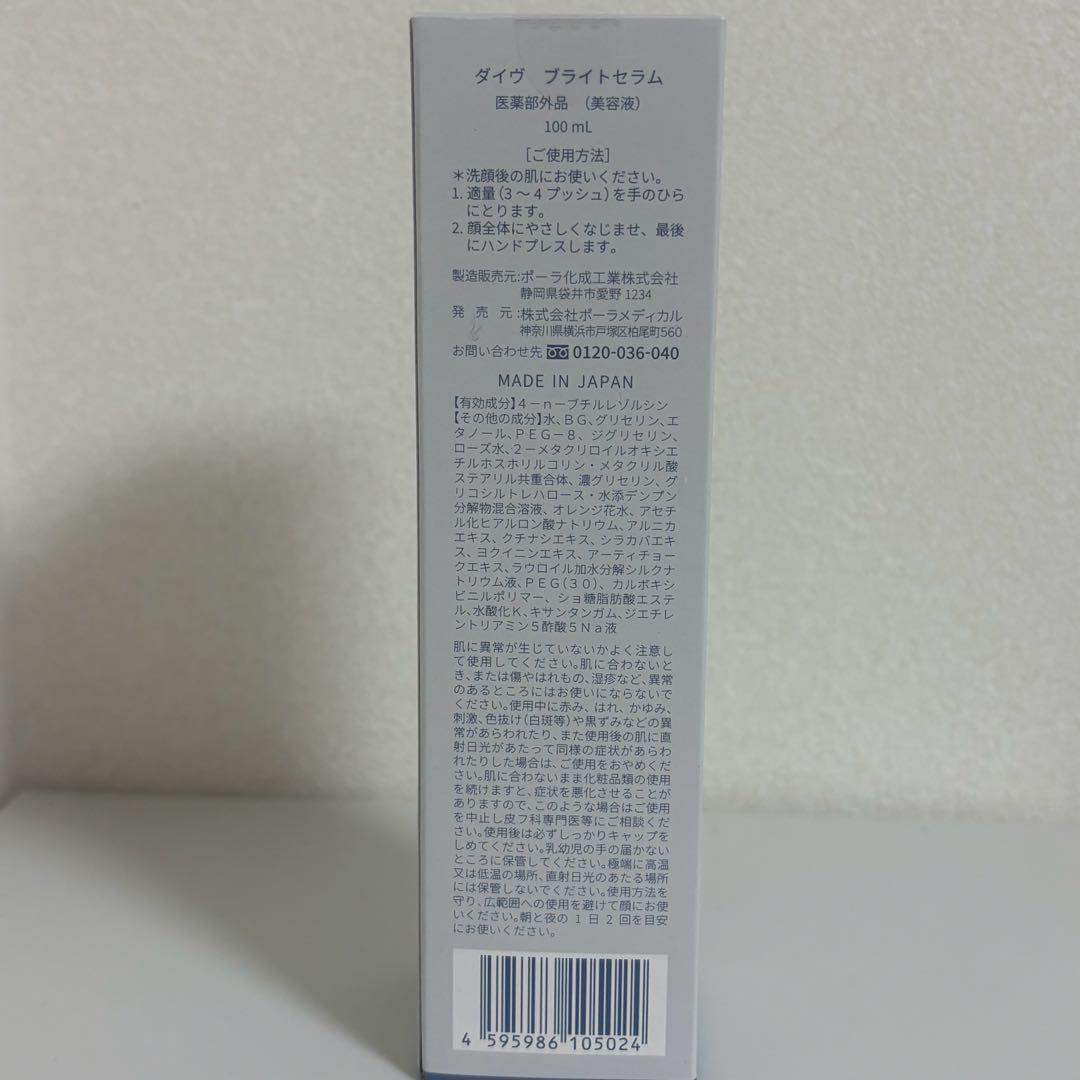 ダイヴ ブライトセラム
医薬部外品 (美容液)
100 mL
[ご使用方法]
＊洗顔後の肌にお使いください。
1. 適量(3～4プッシュ)を手のひら
にとります。
2. 顔全体にやさしくなじませ、最後
にハンドプレスします。
製造販売元:ポーラ化成工業株式会社
静岡県袋井市愛野 1234
発売元:株式会社ポーラメディカル
神奈川県横浜市戸塚区柏尾町560
お問い合わせ先 0120-036-040
MADE IN JAPAN
【有効成分】4-n-ブチルレゾルシン
【その他の成分】水、BG、グリセリン、エ
タノール、PEG-8、ジグリセリン、
ローズ水、2-メタクリロイルオキシエ
チルホスホリルコリン・メタクリル酸
ステアリル共重合体、濃グリセリン、グ
リコシルトレハロース・水添デンプン
分解物混合溶液、オレンジ花水、アセチ
ル化ヒアルロン酸ナトリウム、アルニカ
エキス、クチナシエキス、シラカバエキ
ス、ヨクイニンエキス、アーティチョー
クエキス、ラウロイル加水分解シルクナ
トリウム液、PEG(30)、カルボキシ
ビニルポリマー、ショ糖脂肪酸エステ
ル、水酸化K、キサンタンガム、ジエチレ
ントリアミン5酢酸5Na液
肌に異常が生じていないかよく注意し
て使用してください。肌に合わないと
き、または傷やはれもの、湿疹など、異常
のあるところにはお使いにならないで
ください。使用中に赤み、はれ、かゆみ、
刺激、色抜け(白斑等)や黒ずみなどの異
常があらわれたり、また使用後の肌に直
射日光があたって同様の症状があらわ
れたりした場合は、ご使用をおやめくだ
さい。肌に合わないまま化粧品類の使用
を続けますと、症状を悪化させることが
ありますので、このような場合はご使用
を中止し皮フ科専門医等にご相談くだ
さい。使用後は必ずしっかりキャップを
しめてください。乳幼児の手の届かない
ところに保管してください。極端に高温
又は低温の場所、直射日光のあたる場所
には保管しないでください。使用方法を
守り、広範囲への使用を避けて顔にお使
いください。朝と夜の1日2回を目安
にお使いください。
4 595986 105024